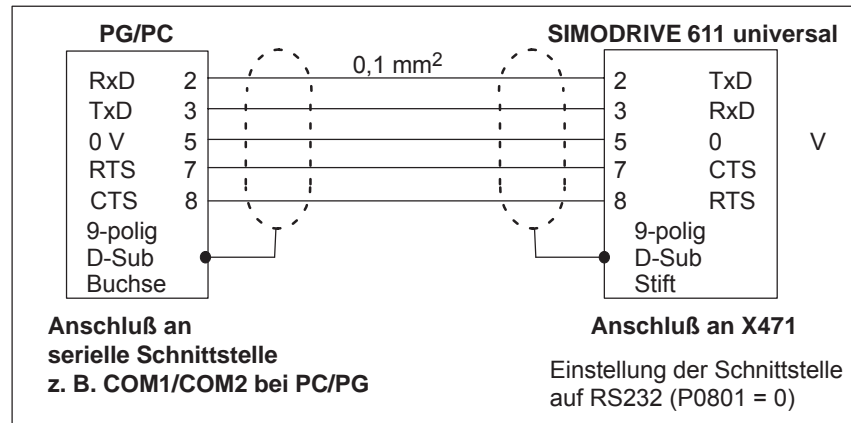 PG/PC
RxD 2
TxD 3
0 V 5
RTS 7
CTS 8
9-polig
D-Sub
Buchse
0,1 mm²
SIMODRIVE 611 universal
2 TxD
3 RxD
5 0 V
7 CTS
8 RTS
9-polig
D-Sub
Stift
Anschluß an
serielle Schnittstelle
z. B. COM1/COM2 bei PC/PG
Anschluß an X471
Einstellung der Schnittstelle
auf RS232 (P0801 = 0)